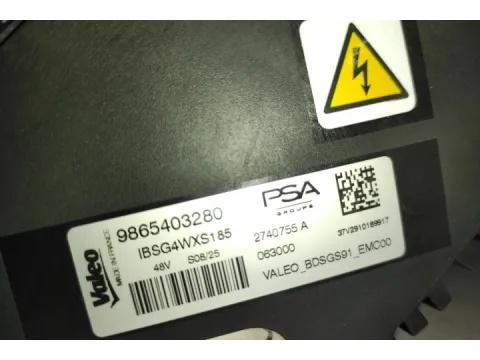 Valeo
MADE IN FRANCE
9865403280
IBSG4WXS185
48V S08/25
PSA
GROUPE
2740755 A
063000
VALEO_BDSGS91_EMC00
37V2910189917